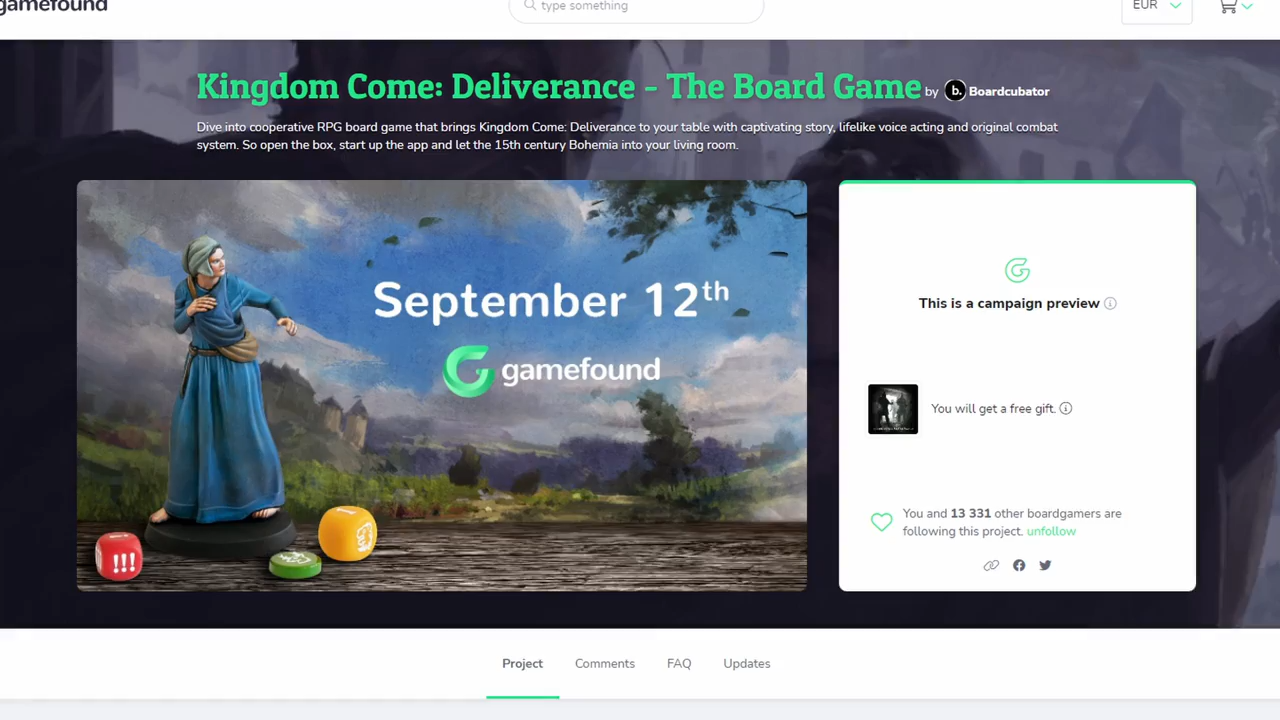 gamefound
type something
EUR
Kingdom Come: Deliverance - The Board Game by b. Boardcubator
Dive into cooperative RPG board game that brings Kingdom Come: Deliverance to your table with captivating story, lifelike voice acting and original combat
system. So open the box, start up the app and let the 15th century Bohemia into your living room.
September 12th
gamefound
!!!
This is a campaign preview
You will get a free gift.
You and 13 331 other boardgamers are
following this project. unfollow
Project Comments FAQ Updates